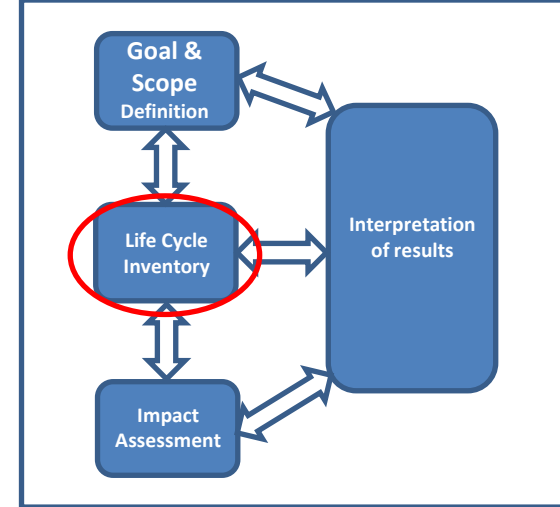 Goal &
Scope
Definition
Life Cycle
Inventory
Interpretation
of results
Impact
Assessment